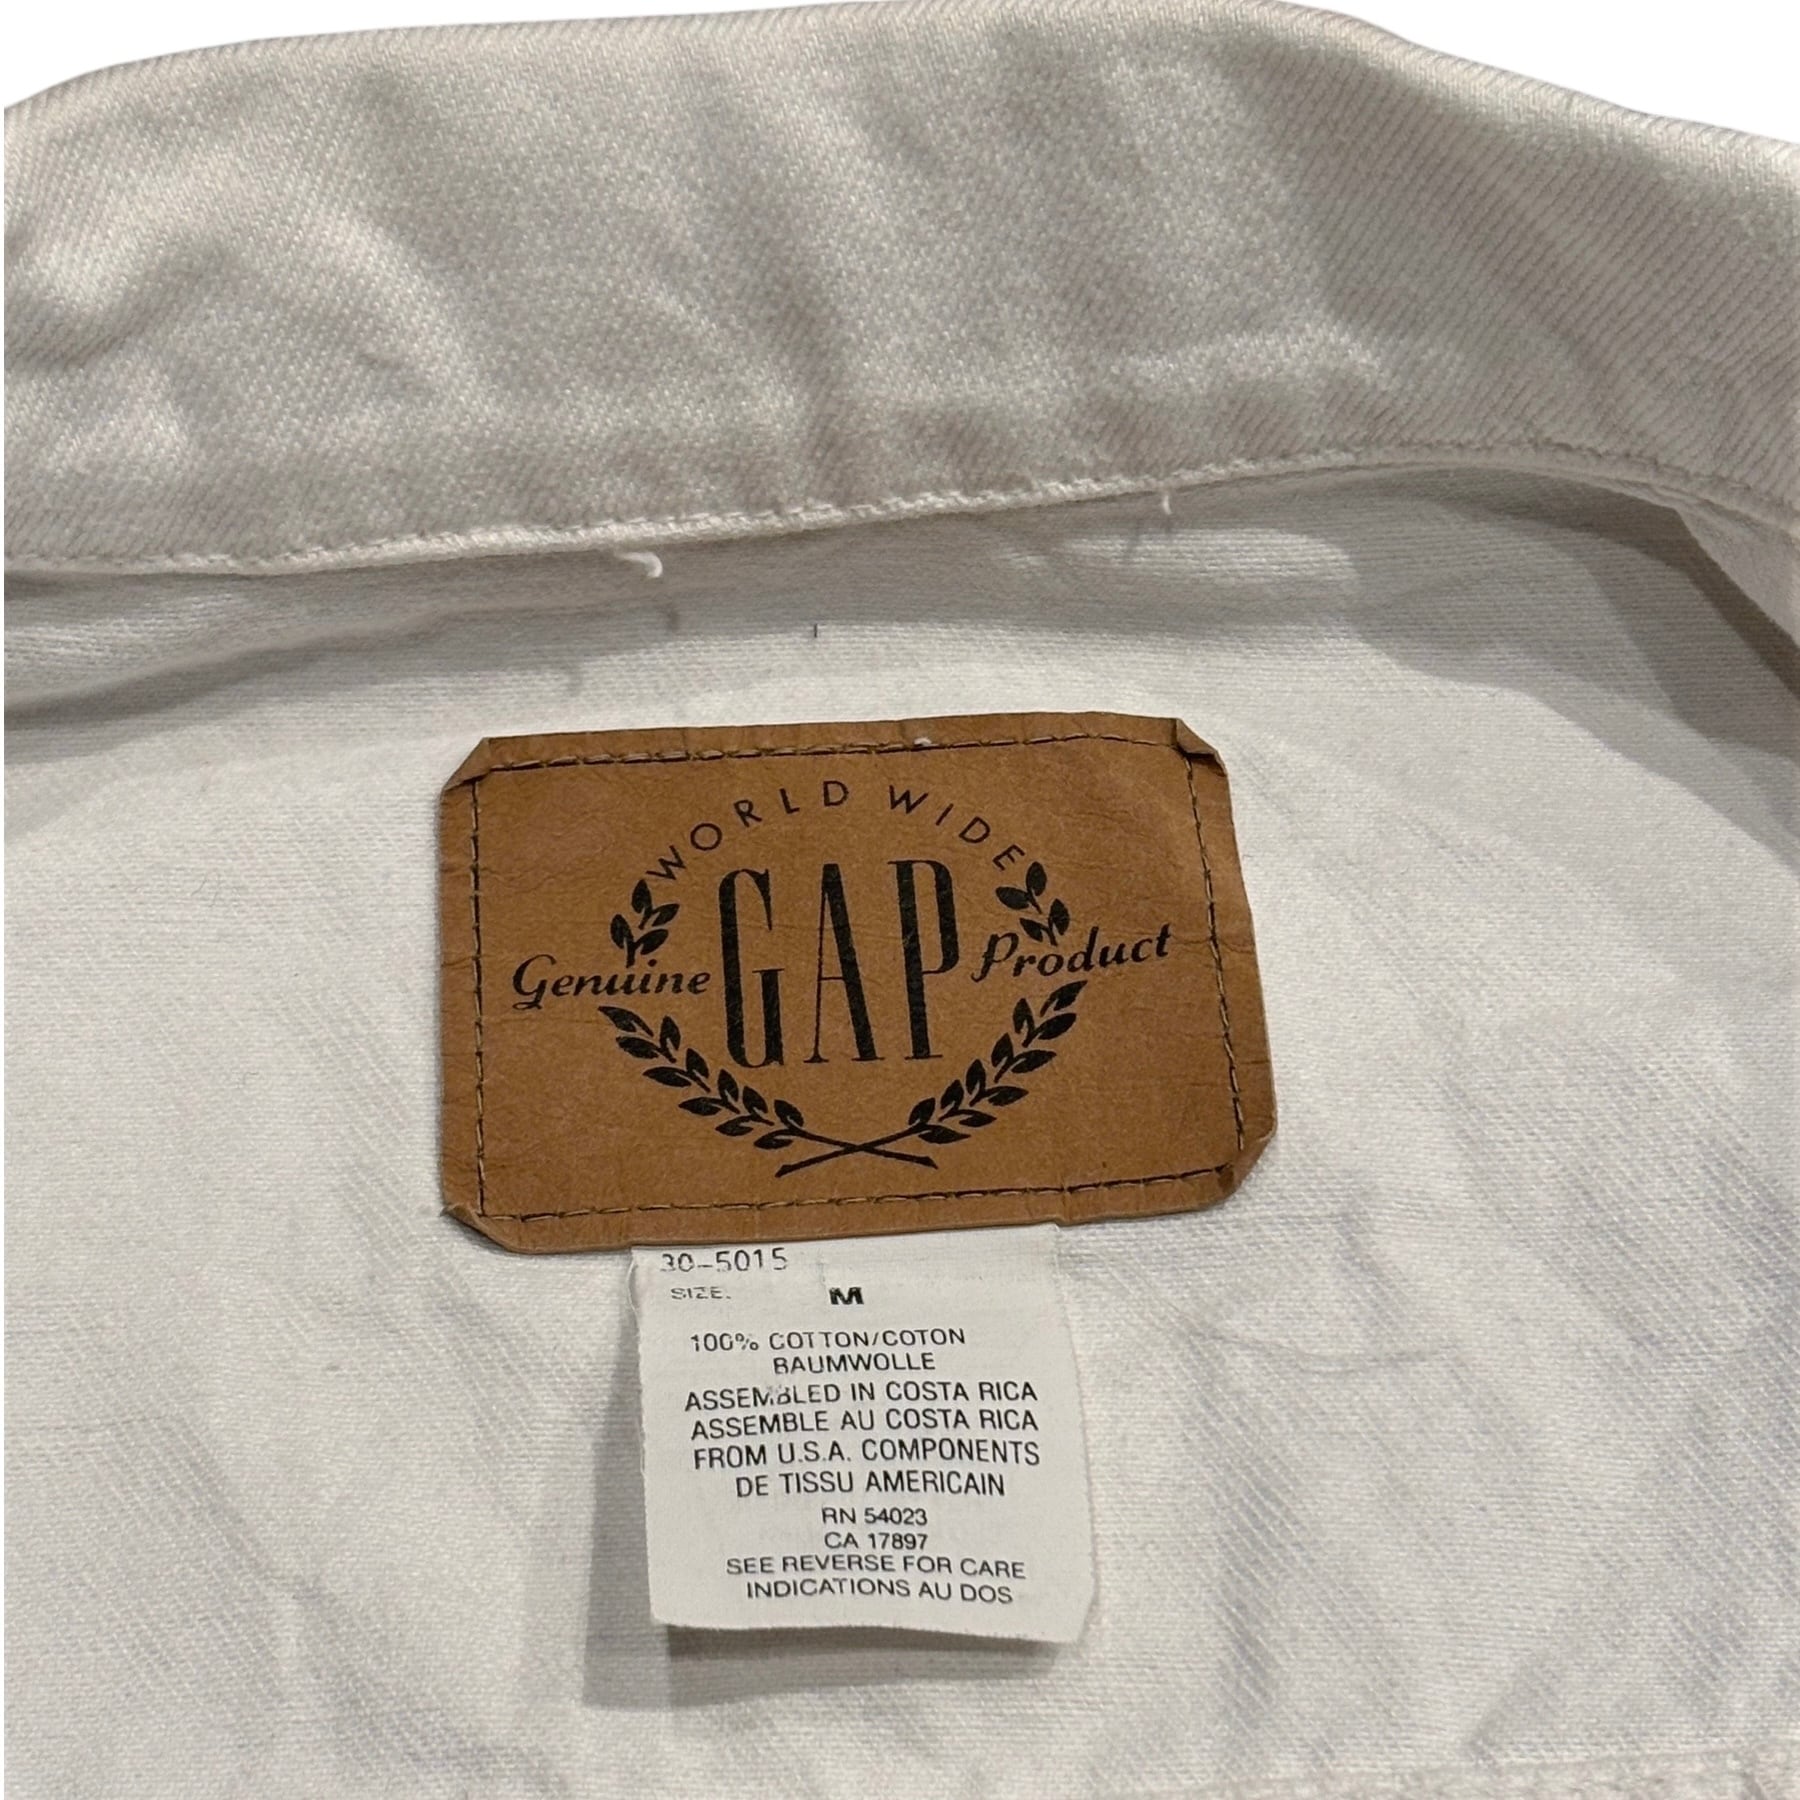 WORLD WIDE
Genuine GAP Product
30-5015
SIZE: M
100% COTTON/COTON
BAUMWOLLE
ASSEMBLED IN COSTA RICA
ASSEMBLE AU COSTA RICA
FROM U.S.A. COMPONENTS
DE TISSU AMERICAIN
RN 54023
CA 17897
SEE REVERSE FOR CARE
INDICATIONS AU DOS